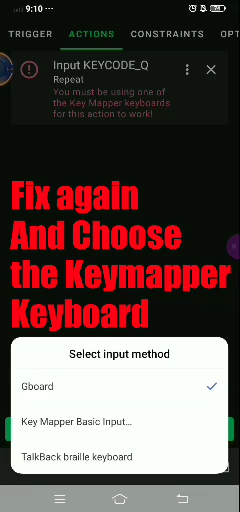 9:10 ...
TRIGGER ACTIONS CONSTRAINTS OPT
Input KEYCODE_Q
Repeat
You must be using one of
the Key Mapper keyboards
for this action to work!
Fix again
And Choose
the Keymapper
Keyboard
Select input method
Gboard
Key Mapper Basic Input...
TalkBack braille keyboard